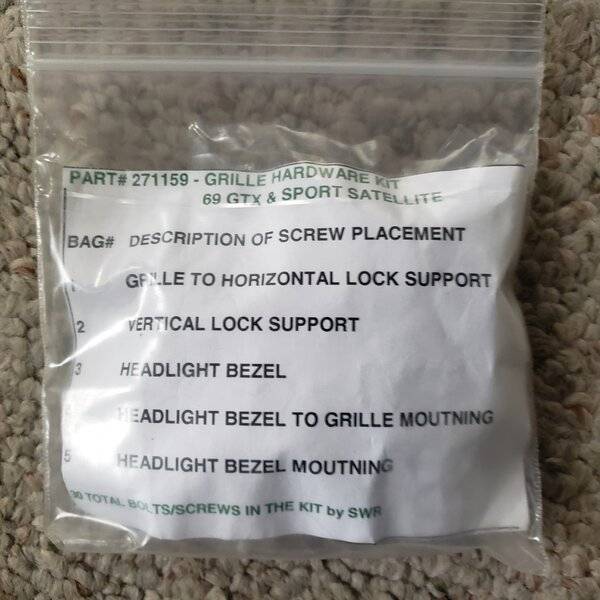 PART# 271159 - GRILLE HARDWARE KIT
69 GTX & SPORT SATELLITE
BAG# DESCRIPTION OF SCREW PLACEMENT
1 GRILLE TO HORIZONTAL LOCK SUPPORT
2 VERTICAL LOCK SUPPORT
3 HEADLIGHT BEZEL
HEADLIGHT BEZEL TO GRILLE MOUTNING
5 HEADLIGHT BEZEL MOUTNING
30 TOTAL BOLTS/SCREWS IN THE KIT by SWR